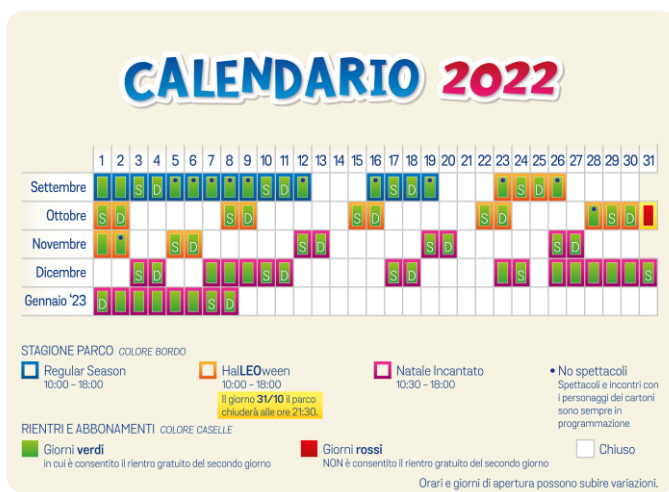 CALENDARIO 2022
1 2 3 4 5 6 7 8 9 10 11 12 13 14 15 16 17 18 19 20 21 22 23 24 25 26 27 28 29 30 31
Settembre S D S D S D S D
Ottobre S D S D S D S D S D
Novembre S D S D S D S D
Dicembre S D S D S D S S
Gennaio '23 D S D
STAGIONE PARCO COLORE BORDO
Regular Season
10:00 - 18:00
HalLEOween
10:00 - 18:00
Il giorno 31/10 il parco
chiuderà alle ore 21:30.
Natale Incantato
10:30 - 18:00
• No spettacoli
Spettacoli e incontri con
i personaggi dei cartoni
sono sempre in
programmazione
RIENTRI E ABBONAMENTI COLORE CASELLE
Giorni verdi
in cui è consentito il rientro gratuito del secondo giorno
Giorni rossi
NON è consentito il rientro gratuito del secondo giorno
Chiuso
Orari e giorni di apertura possono subire variazioni.